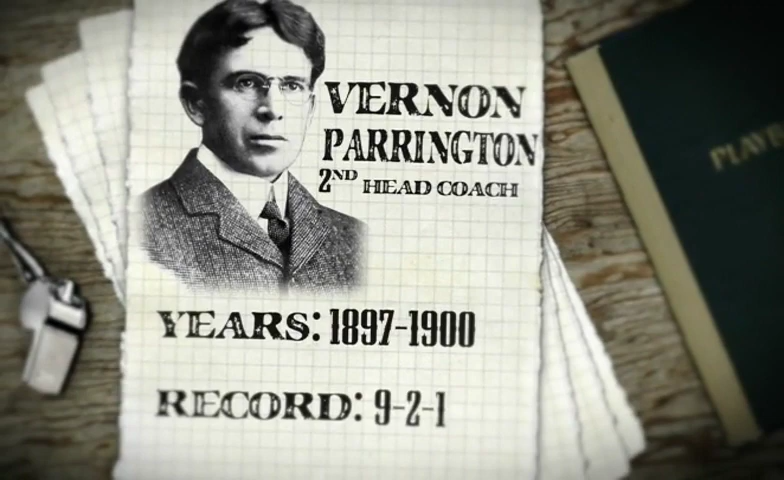 VERNON
PARRINGTON
2ND HEAD COACH
YEARS: 1897-1900
RECORD: 9-2-1